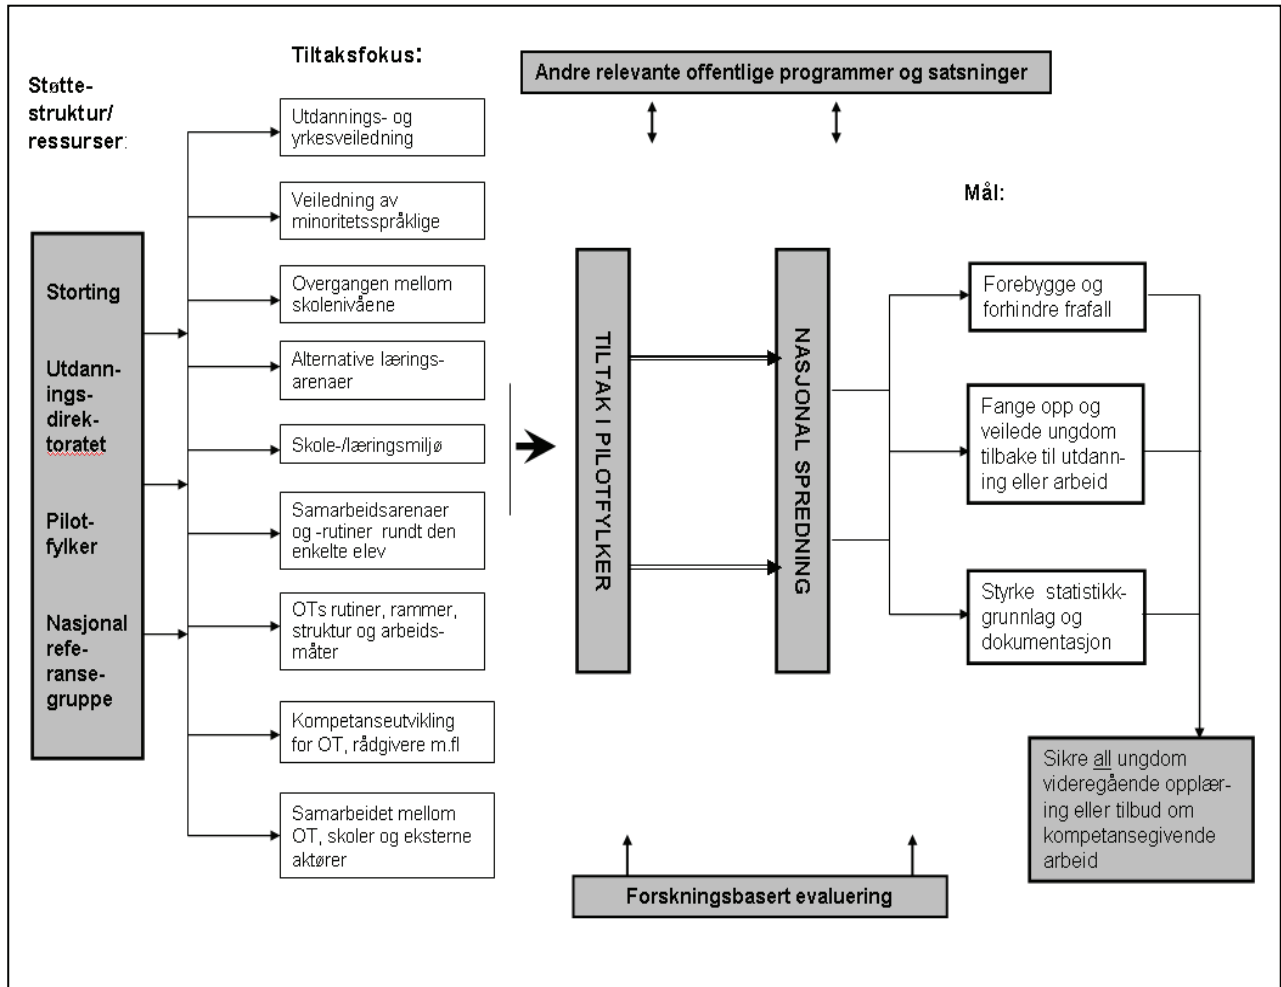 Støtte-
struktur/
ressurser:
Storting
Utdann-
ings-
direk-
toratet
Pilot-
fylker
Nasjonal
refe-
ranse-
gruppe
Tiltaksfokus:
Utdannings- og
yrkesveiledning
Veiledning av
minoritetsspråklige
Overgangen mellom
skolenivåene
Alternative lærings-
arenaer
Skole-/læringsmiljø
Samarbeidsarenaer
og -rutiner rundt den
enkelte elev
OTs rutiner, rammer,
struktur og arbeids-
måter
Kompetanseutvikling
for OT, rådgivere m.fl
Samarbeidet mellom
OT, skoler og eksterne
aktører
Andre relevante offentlige programmer og satsninger
TILTAK I PILOTFYLKER
NASJONAL SPREDNING
Forskningsbasert evaluering
Mål:
Forebygge og
forhindre frafall
Fange opp og
veilede ungdom
tilbake til utdann-
ing eller arbeid
Styrke statistikk-
grunnlag og
dokumentasjon
Sikre all ungdom
videregående opplær-
ing eller tilbud om
kompetansegivende
arbeid